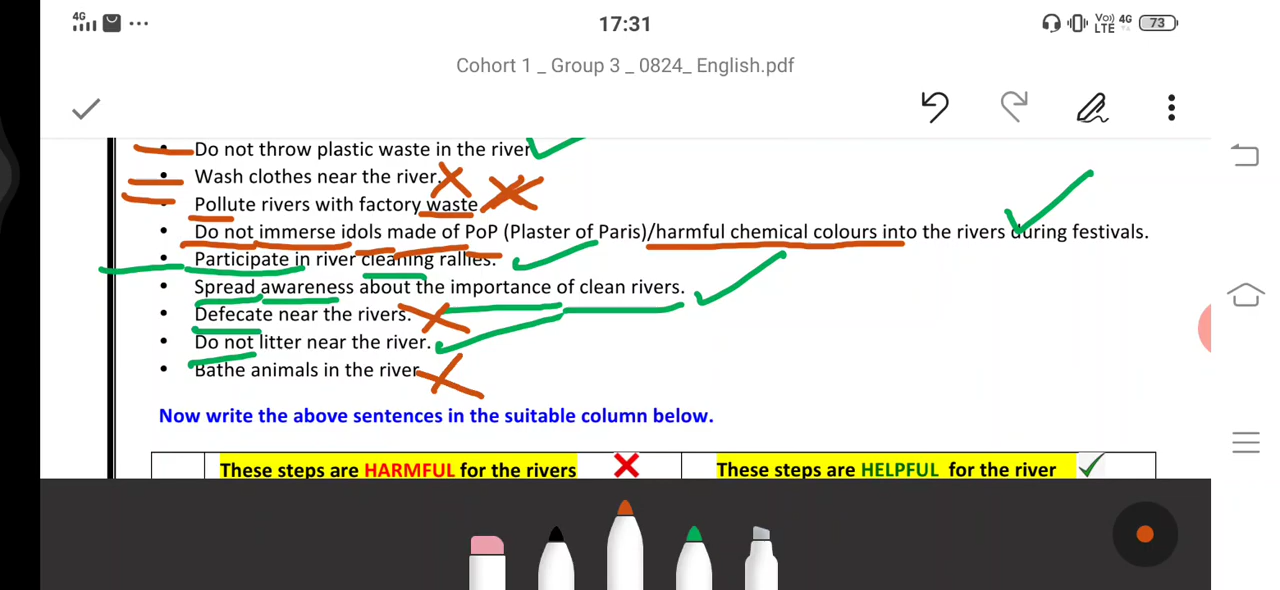 4G 17:31 Vo) LTE 4G 73
Cohort 1 _ Group 3 _ 0824_ English.pdf
• Do not throw plastic waste in the river
• Wash clothes near the river.
• Pollute rivers with factory waste
• Do not immerse idols made of PoP (Plaster of Paris)/harmful chemical colours into the rivers during festivals.
• Participate in river cleaning rallies.
• Spread awareness about the importance of clean rivers.
• Defecate near the rivers.
• Do not litter near the river.
• Bathe animals in the river
Now write the above sentences in the suitable column below.
These steps are HARMFUL for the rivers These steps are HELPFUL for the river